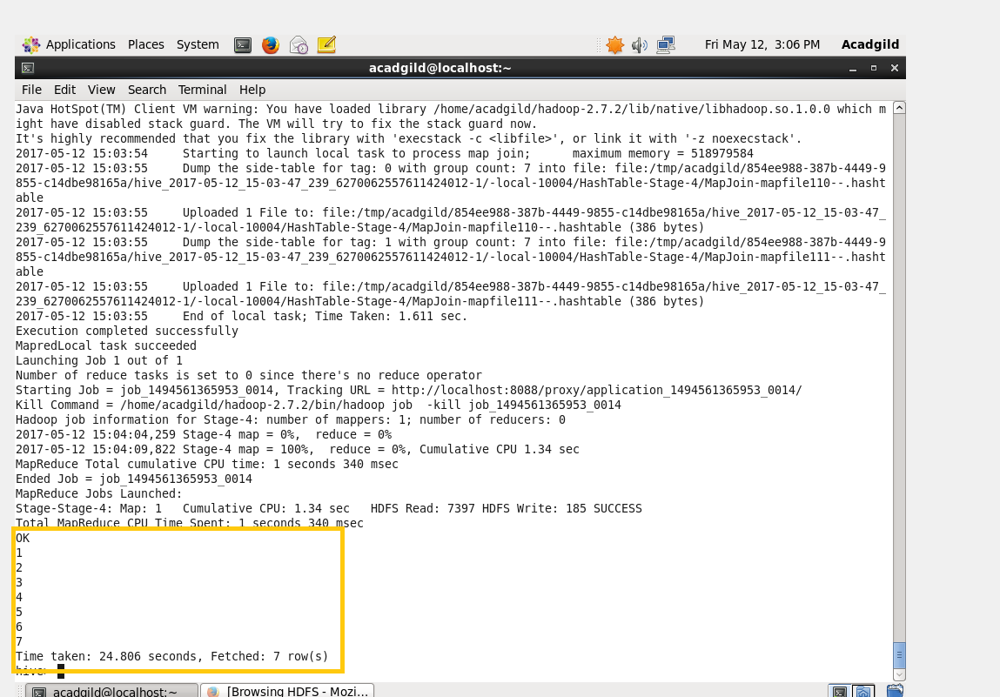 Applications Places System Fri May 12, 3:06 PM Acadgild
acadgild@localhost:~
File Edit View Search Terminal Help
Java HotSpot(TM) Client VM warning: You have loaded library /home/acadgild/hadoop-2.7.2/lib/native/libhadoop.so.1.0.0 which m
ight have disabled stack guard. The VM will try to fix the stack guard now.
It's highly recommended that you fix the library with 'execstack -c <libfile>', or link it with '-z noexecstack'.
2017-05-12 15:03:54     Starting to launch local task to process map join;      maximum memory = 518979584
2017-05-12 15:03:55     Dump the side-table for tag: 0 with group count: 7 into file: file:/tmp/acadgild/854ee988-387b-4449-9
855-c14dbe98165a/hive_2017-05-12_15-03-47_239_6270062557611424012-1/-local-10004/HashTable-Stage-4/MapJoin-mapfile110--.hasht
able
2017-05-12 15:03:55     Uploaded 1 File to: file:/tmp/acadgild/854ee988-387b-4449-9855-c14dbe98165a/hive_2017-05-12_15-03-47_
239_6270062557611424012-1/-local-10004/HashTable-Stage-4/MapJoin-mapfile110--.hashtable (386 bytes)
2017-05-12 15:03:55     Dump the side-table for tag: 1 with group count: 7 into file: file:/tmp/acadgild/854ee988-387b-4449-9
855-c14dbe98165a/hive_2017-05-12_15-03-47_239_6270062557611424012-1/-local-10004/HashTable-Stage-4/MapJoin-mapfile111--.hasht
able
2017-05-12 15:03:55     Uploaded 1 File to: file:/tmp/acadgild/854ee988-387b-4449-9855-c14dbe98165a/hive_2017-05-12_15-03-47_
239_6270062557611424012-1/-local-10004/HashTable-Stage-4/MapJoin-mapfile111--.hashtable (386 bytes)
2017-05-12 15:03:55     End of local task; Time Taken: 1.611 sec.
Execution completed successfully
MapredLocal task succeeded
Launching Job 1 out of 1
Number of reduce tasks is set to 0 since there's no reduce operator
Starting Job = job_1494561365953_0014, Tracking URL = http://localhost:8088/proxy/application_1494561365953_0014/
Kill Command = /home/acadgild/hadoop-2.7.2/bin/hadoop job  -kill job_1494561365953_0014
Hadoop job information for Stage-4: number of mappers: 1; number of reducers: 0
2017-05-12 15:04:04,259 Stage-4 map = 0%,  reduce = 0%
2017-05-12 15:04:09,822 Stage-4 map = 100%,  reduce = 0%, Cumulative CPU 1.34 sec
MapReduce Total cumulative CPU time: 1 seconds 340 msec
Ended Job = job_1494561365953_0014
MapReduce Jobs Launched:
Stage-Stage-4: Map: 1   Cumulative CPU: 1.34 sec   HDFS Read: 7397 HDFS Write: 185 SUCCESS
Total MapReduce CPU Time Spent: 1 seconds 340 msec
OK
1
2
3
4
5
6
7
Time taken: 24.806 seconds, Fetched: 7 row(s)
hive>
acadgild@localhost:~ [Browsing HDFS - Mozi...